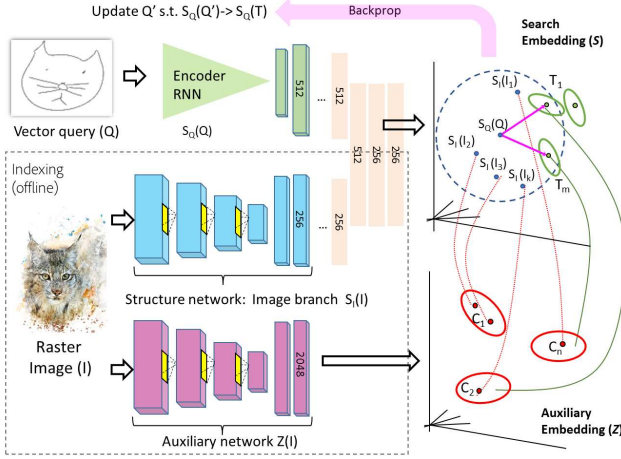 Update Q' s.t. S_Q(Q')-> S_Q(T)
Backprop
Search
Embedding (S)
Encoder
RNN
512
...
512
Vector query (Q)
S_Q(Q)
512
256
256
S_I(I_1)
T_1
S_Q(Q)
S_I(I_2)
S_I(I_3)
S_I(I_k)
T_m
Indexing
(offline)
256
...
256
Structure network: Image branch S_I(I)
Raster
Image (I)
2048
Auxiliary network Z(I)
C_1
C_n
C_2
Auxiliary
Embedding (Z)